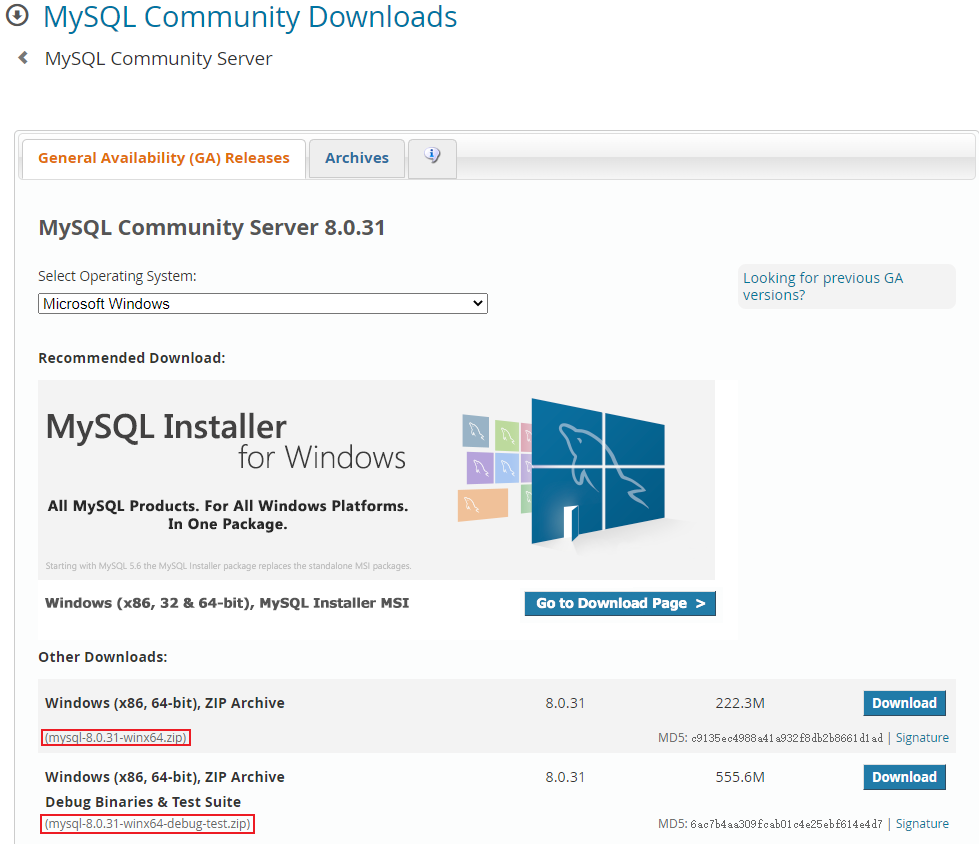 MySQL Community Downloads
MySQL Community Server
General Availability (GA) Releases
Archives
MySQL Community Server 8.0.31
Select Operating System:
Microsoft Windows
Looking for previous GA
versions?
Recommended Download:
MySQL Installer
for Windows
All MySQL Products. For All Windows Platforms.
In One Package.
Starting with MySQL 5.6 the MySQL Installer package replaces the standalone MSI packages.
Windows (x86, 32 & 64-bit), MySQL Installer MSI
Go to Download Page >
Other Downloads:
Windows (x86, 64-bit), ZIP Archive 8.0.31 222.3M Download
(mysql-8.0.31-winx64.zip) MD5: c9135ec4988a41a932f8db2b8661d1ad | Signature
Windows (x86, 64-bit), ZIP Archive 8.0.31 555.6M Download
Debug Binaries & Test Suite
(mysql-8.0.31-winx64-debug-test.zip) MD5: 6ac7b4aa309fcab01c4e25ebf614e4d7 | Signature